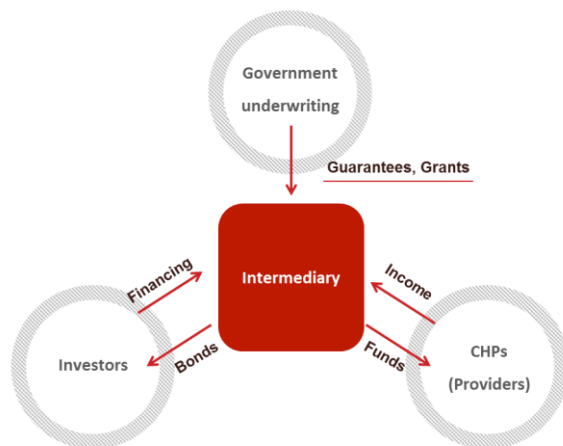 Government
underwriting
Guarantees, Grants
Intermediary
Financing
Income
Investors
Bonds
Funds
CHPs
(Providers)